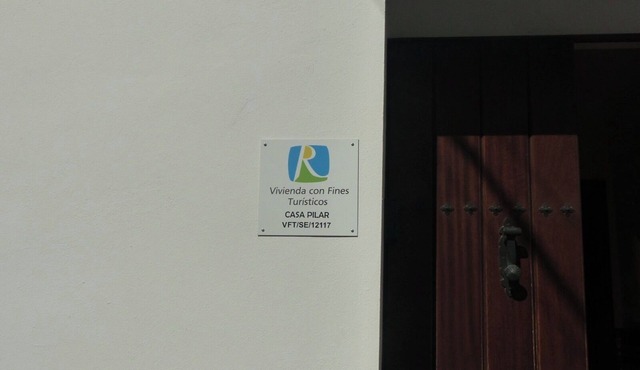 R
Vivienda con Fines
Turísticos
CASA PILAR
VFT/SE/12117